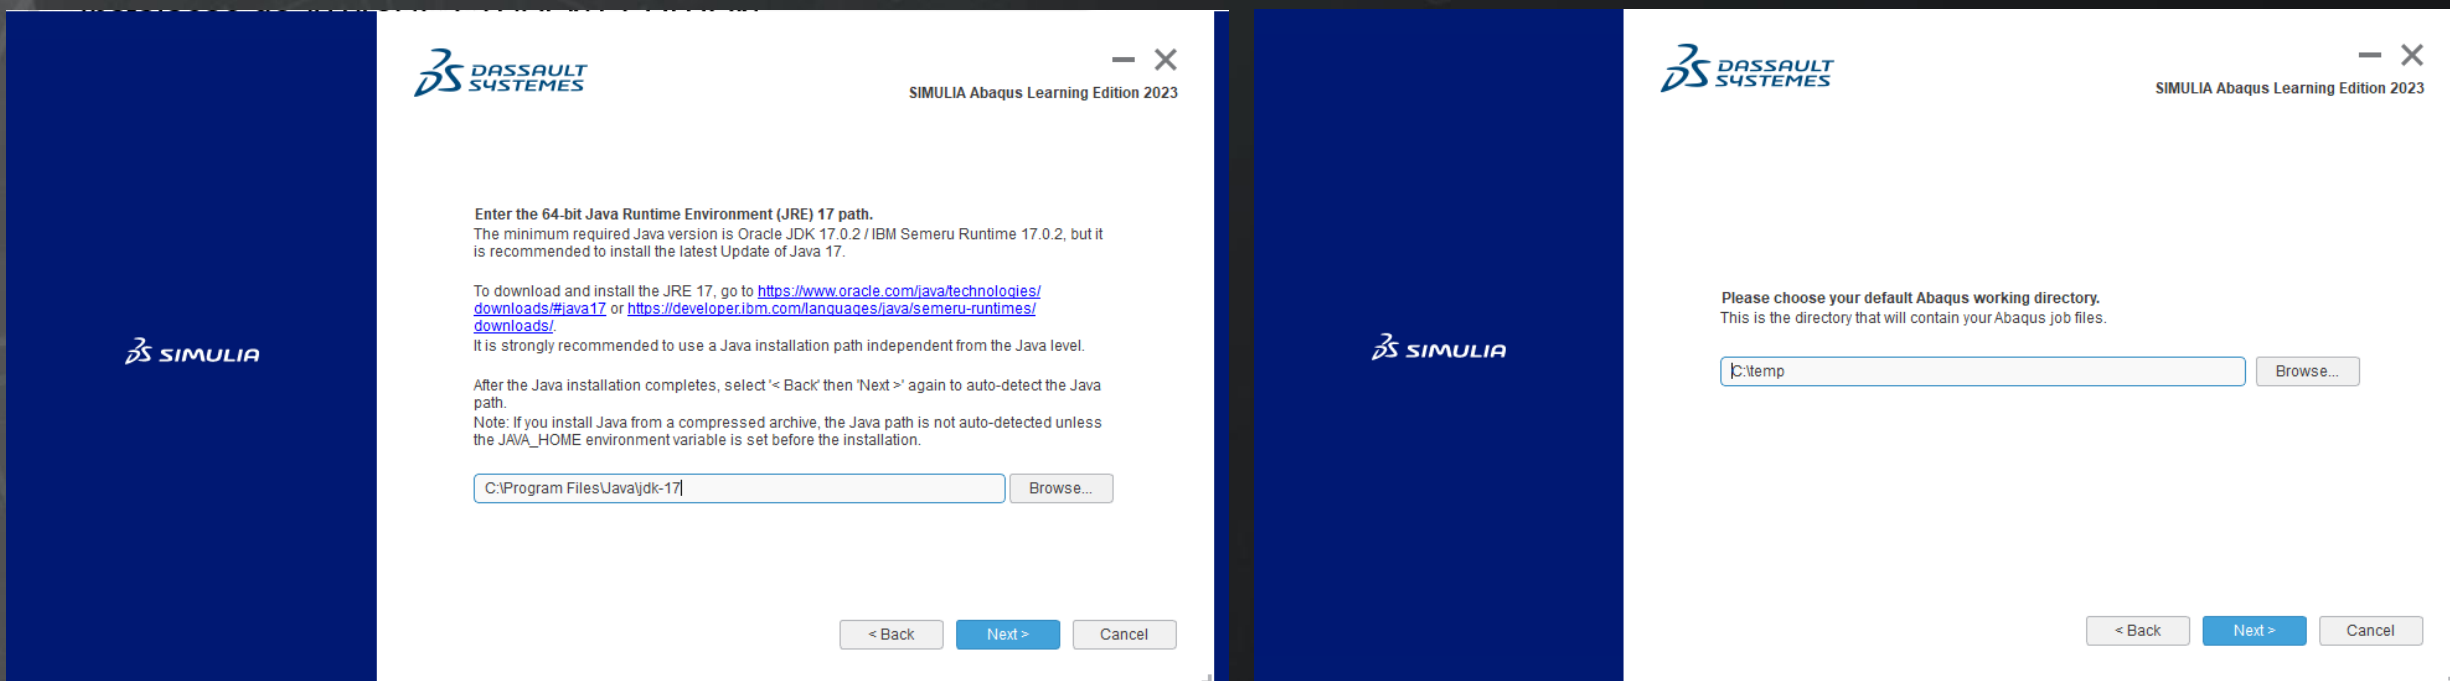 DASSAULT
SYSTEMES
SIMULIA Abaqus Learning Edition 2023
Enter the 64-bit Java Runtime Environment (JRE) 17 path.
The minimum required Java version is Oracle JDK 17.0.2 / IBM Semeru Runtime 17.0.2, but it
is recommended to install the latest Update of Java 17.
To download and install the JRE 17, go to https://www.oracle.com/java/technologies/
downloads/#java17 or https://developer.ibm.com/languages/java/semeru-runtimes/
downloads/.
It is strongly recommended to use a Java installation path independent from the Java level.
After the Java installation completes, select '< Back' then 'Next >' again to auto-detect the Java
path.
Note: If you install Java from a compressed archive, the Java path is not auto-detected unless
the JAVA_HOME environment variable is set before the installation.
C:\Program Files\Java\jdk-17
Browse...
SIMULIA
< Back
Next >
Cancel
DASSAULT
SYSTEMES
SIMULIA Abaqus Learning Edition 2023
Please choose your default Abaqus working directory.
This is the directory that will contain your Abaqus job files.
C:\temp
Browse...
SIMULIA
< Back
Next >
Cancel